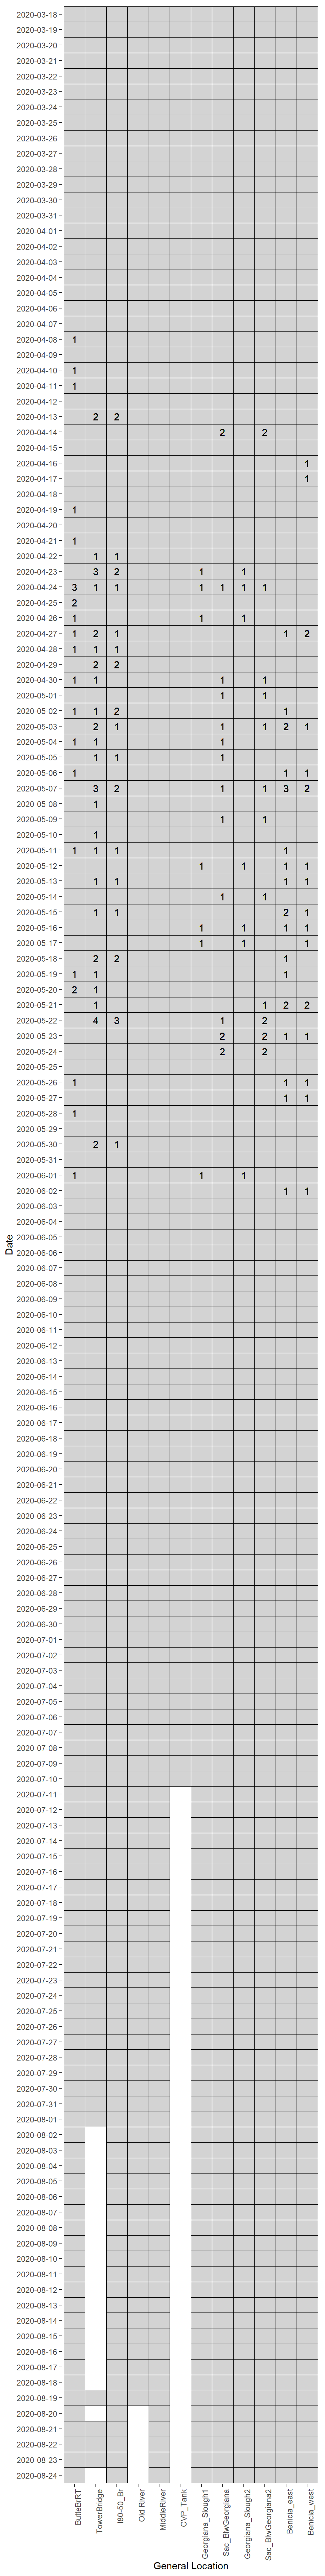 2020-03-18
2020-03-19
2020-03-20
2020-03-21
2020-03-22
2020-03-23
2020-03-24
2020-03-25
2020-03-26
2020-03-27
2020-03-28
2020-03-29
2020-03-30
2020-03-31
2020-04-01
2020-04-02
2020-04-03
2020-04-04
2020-04-05
2020-04-06
2020-04-07
2020-04-08 1
2020-04-09
2020-04-10 1
2020-04-11 1
2020-04-12
2020-04-13 2 2
2020-04-14 2 2
2020-04-15
2020-04-16 1
2020-04-17 1
2020-04-18
2020-04-19 1
2020-04-20
2020-04-21 1
2020-04-22 1 1
2020-04-23 3 2 1 1
2020-04-24 3 1 1 1 1 1 1
2020-04-25 2
2020-04-26 1 1 1
2020-04-27 1 2 1 1 2
2020-04-28 1 1 1
2020-04-29 2 2
2020-04-30 1 1 1 1
2020-05-01 1 1
2020-05-02 1 1 2 1
2020-05-03 2 1 1 1 2 1
2020-05-04 1 1 1
2020-05-05 1 1 1
2020-05-06 1 1 1
2020-05-07 3 2 1 1 3 2
2020-05-08 1
2020-05-09 1 1
2020-05-10 1
2020-05-11 1 1 1 1
2020-05-12 1 1 1 1
2020-05-13 1 1 1 1
2020-05-14 1 1
2020-05-15 1 1 2 1
2020-05-16 1 1 1 1
2020-05-17 1 1 1
2020-05-18 2 2 1
2020-05-19 1 1 1
2020-05-20 2 1
2020-05-21 1 1 2 2
2020-05-22 4 3 1 2
2020-05-23 2 2 1 1
2020-05-24 2 2
2020-05-25
2020-05-26 1 1 1
2020-05-27 1 1
2020-05-28 1
2020-05-29
2020-05-30 2 1
2020-05-31
2020-06-01 1 1 1
2020-06-02 1 1
2020-06-03
2020-06-04
2020-06-05
2020-06-06
2020-06-07
2020-06-08
2020-06-09
2020-06-10
2020-06-11
2020-06-12
2020-06-13
2020-06-14
2020-06-15
2020-06-16
2020-06-17
2020-06-18
2020-06-19
2020-06-20
2020-06-21
2020-06-22
2020-06-23
2020-06-24
2020-06-25
2020-06-26
2020-06-27
2020-06-28
2020-06-29
2020-06-30
2020-07-01
2020-07-02
2020-07-03
2020-07-04
2020-07-05
2020-07-06
2020-07-07
2020-07-08
2020-07-09
2020-07-10
2020-07-11
2020-07-12
2020-07-13
2020-07-14
2020-07-15
2020-07-16
2020-07-17
2020-07-18
2020-07-19
2020-07-20
2020-07-21
2020-07-22
2020-07-23
2020-07-24
2020-07-25
2020-07-26
2020-07-27
2020-07-28
2020-07-29
2020-07-30
2020-07-31
2020-08-01
2020-08-02
2020-08-03
2020-08-04
2020-08-05
2020-08-06
2020-08-07
2020-08-08
2020-08-09
2020-08-10
2020-08-11
2020-08-12
2020-08-13
2020-08-14
2020-08-15
2020-08-16
2020-08-17
2020-08-18
2020-08-19
2020-08-20
2020-08-21
2020-08-22
2020-08-23
2020-08-24
Date
ButteBrRT
TowerBridge
I80-50_Br
Old River
MiddleRiver
CVP_Tank
Georgiana_Slough1
Sac_BlwGeorgiana
Georgiana_Slough2
Sac_BlwGeorgiana2
Benicia_east
Benicia_west
General Location